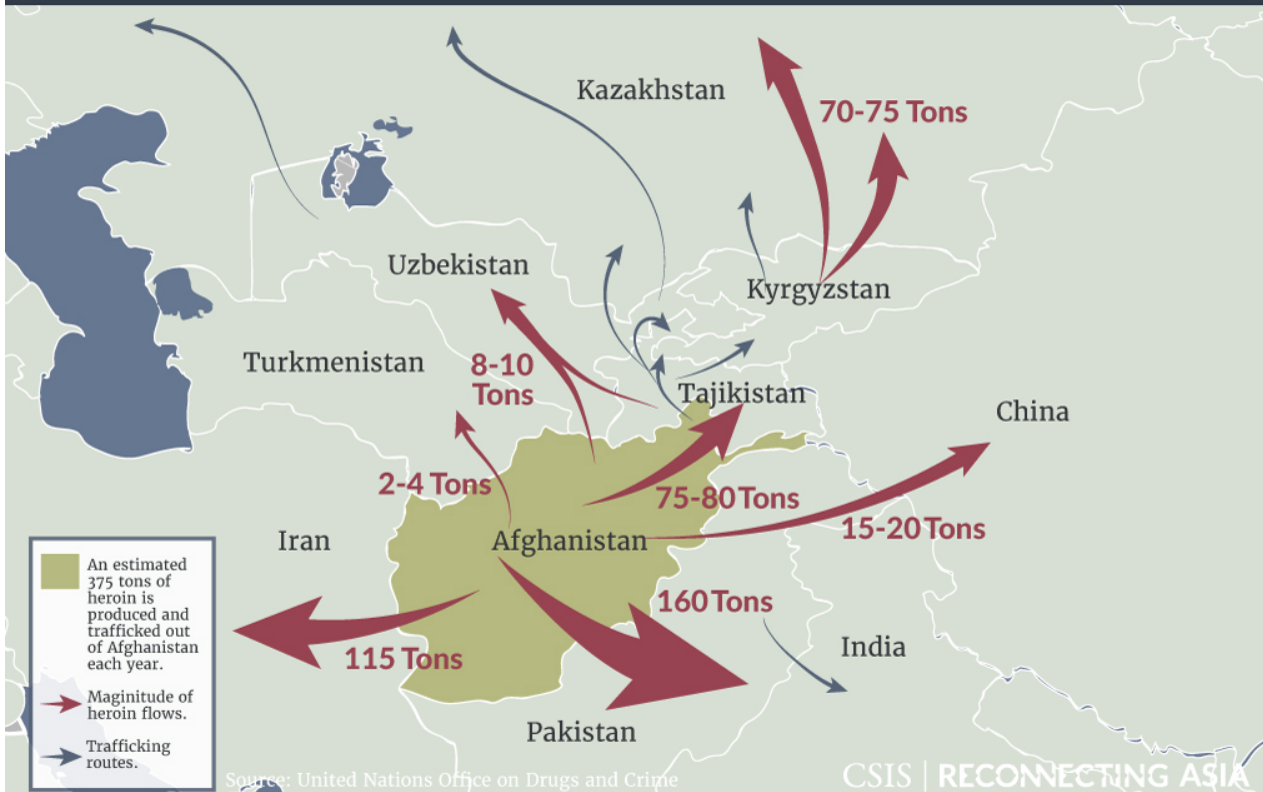 Kazakhstan
70-75 Tons
Uzbekistan
Kyrgyzstan
Turkmenistan
8-10
Tons
Tajikistan
China
2-4 Tons
75-80 Tons
15-20 Tons
Iran
Afghanistan
160 Tons
India
115 Tons
Pakistan
An estimated
375 tons of
heroin is
produced and
trafficked out
of Afghanistan
each year.
Maginitude of
heroin flows.
Trafficking
routes.
Source: United Nations Office on Drugs and Crime
CSIS | RECONNECTING ASIA